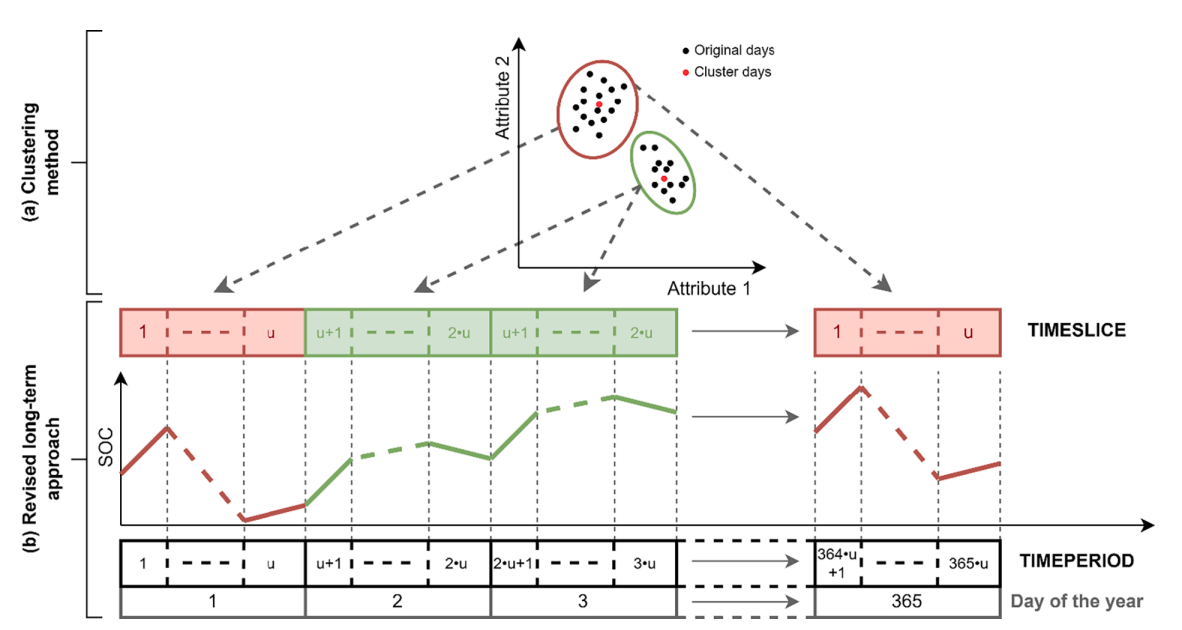 Original days
Cluster days
Attribute 2
(a) Clustering
method
Attribute 1
1 u u+1 2•u u+1 2•u 1 u TIMESLICE
SOC
(b) Revised long-term
approach
1 u u+1 2•u 2•u+1 3•u 364•u
+1 365•u TIMEPERIOD
1 2 3 365 Day of the year